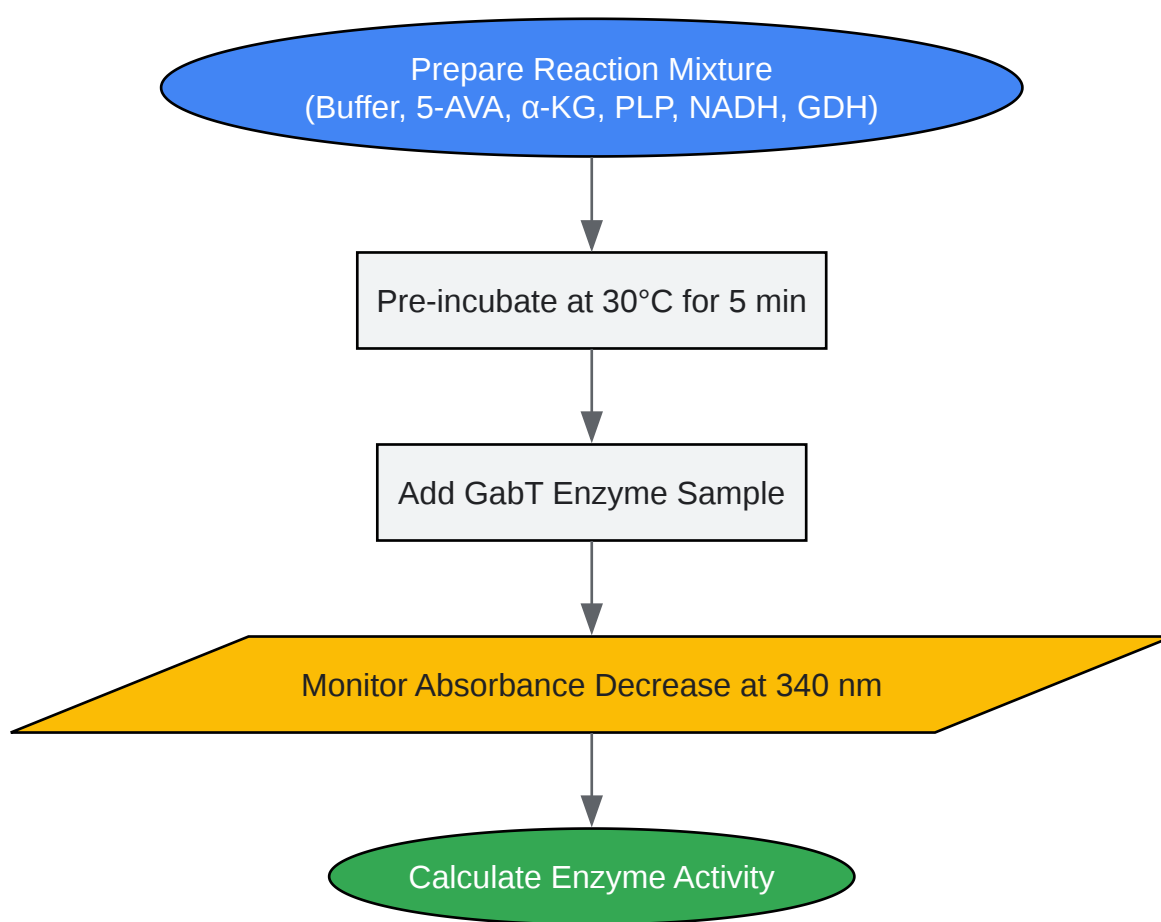 Prepare Reaction Mixture
(Buffer, 5-AVA, α-KG, PLP, NADH, GDH)
Pre-incubate at 30°C for 5 min
Add GabT Enzyme Sample
Monitor Absorbance Decrease at 340 nm
Calculate Enzyme Activity